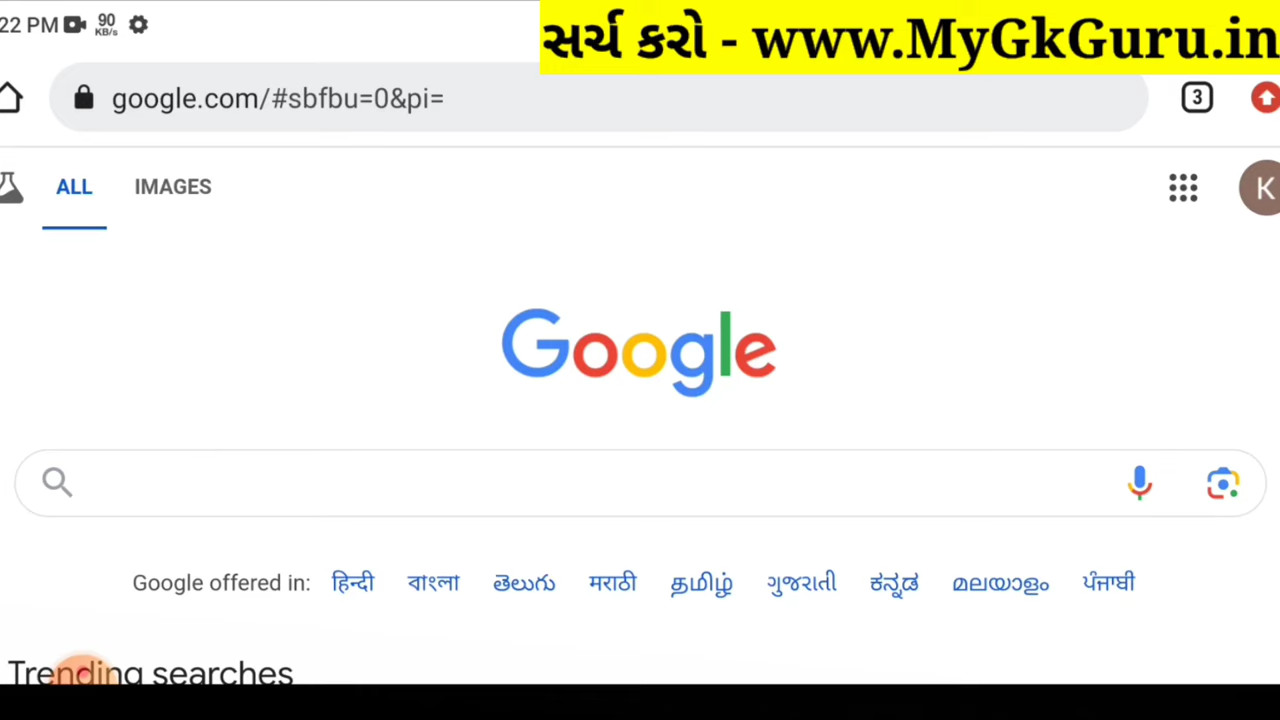 22 PM 90 KB/s
સર્ચ કરો - www.MyGkGuru.in
google.com/#sbfbu=0&pi=
3
ALL IMAGES
K
Google
Google offered in: हिन्दी বাংলা తెలుగు मराठी தமிழ் ગુજરાતી ಕನ್ನಡ മലയാളം ਪੰਜਾਬੀ
Trending searches